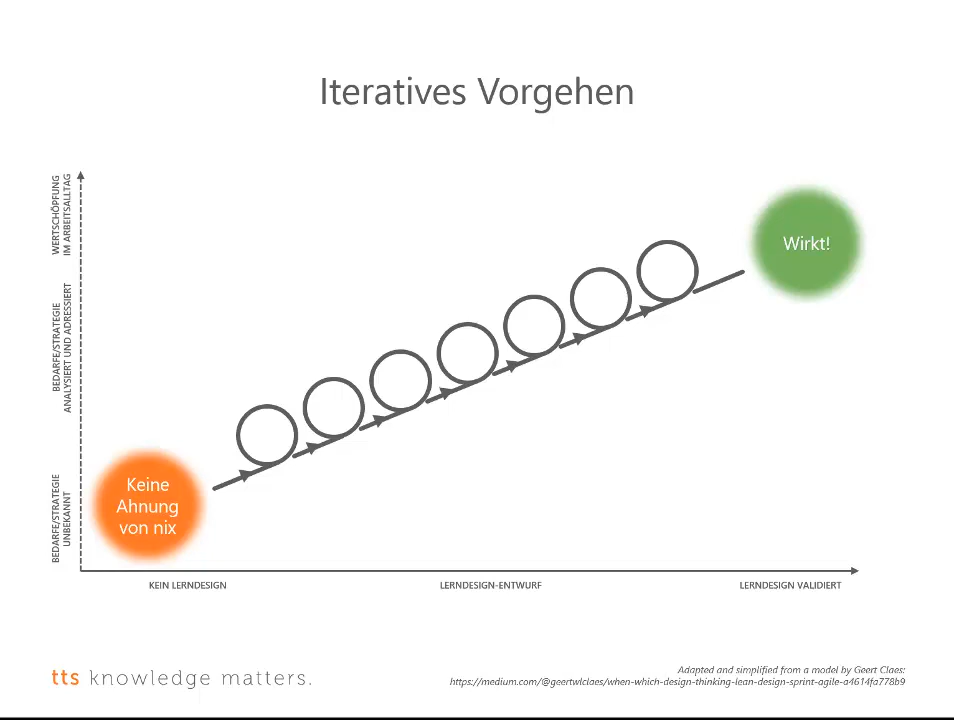 Iteratives Vorgehen
WERTSCHÖPFUNG
IM ARBEITSALLTAG
Wirkt!
BEDARFE/STRATEGIE
ANALYSIERT UND ADRESSIERT
BEDARFE/STRATEGIE
UNBEKANNT
Keine
Ahnung
von nix
KEIN LERNDESIGN
LERNDESIGN-ENTWURF
LERNDESIGN VALIDIERT
tts knowledge matters.
Adapted and simplified from a model by Geert Claes:
https://medium.com/@geertwlclaes/when-which-design-thinking-lean-design-sprint-agile-a4614fa778b9